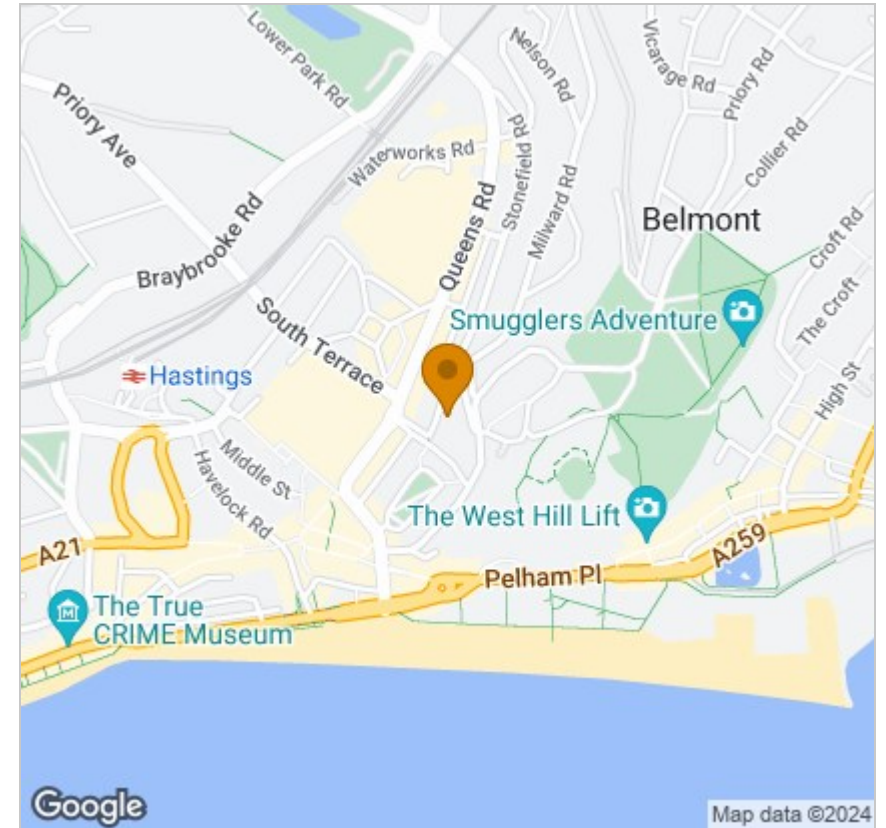 Lower Park Rd
Nelson Rd
Vicarage Rd
Priory Rd
Priory Ave
Waterworks Rd
Stonefield Rd
Collier Rd
Milward Rd
Belmont
Queens Rd
Croft Rd
Braybrooke Rd
The Croft
Smugglers Adventure
South Terrace
Hastings
High St
Middle St
Havelock Rd
The West Hill Lift
A21
A259
Pelham Pl
The True
CRIME Museum
M
Google
Map data ©2024